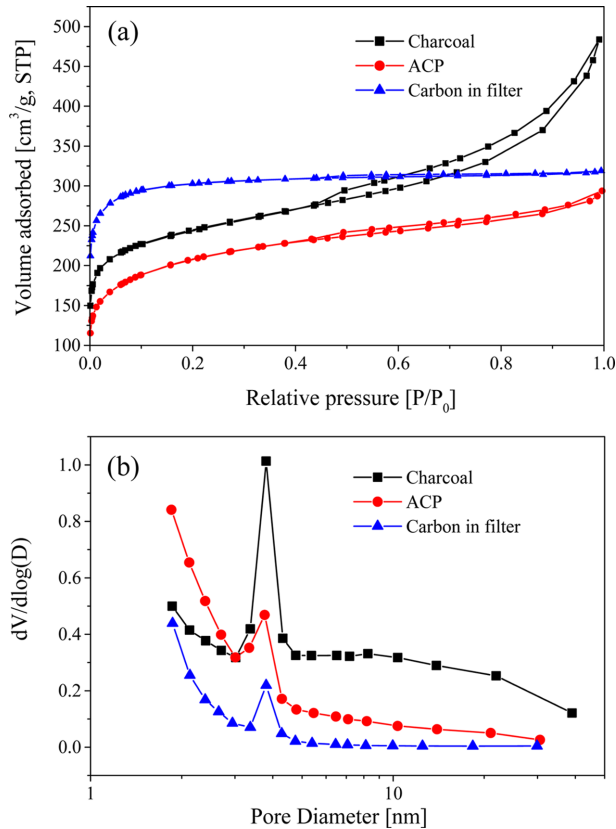 (a)
Charcoal
ACP
Carbon in filter
500
450
400
350
300
250
200
150
100
0.0 0.2 0.4 0.6 0.8 1.0
Volume adsorbed [cm³/g, STP]
Relative pressure [P/P₀]
(b)
Charcoal
ACP
Carbon in filter
1.0
0.8
0.6
0.4
0.2
0.0
1 10
dV/dlog(D)
Pore Diameter [nm]